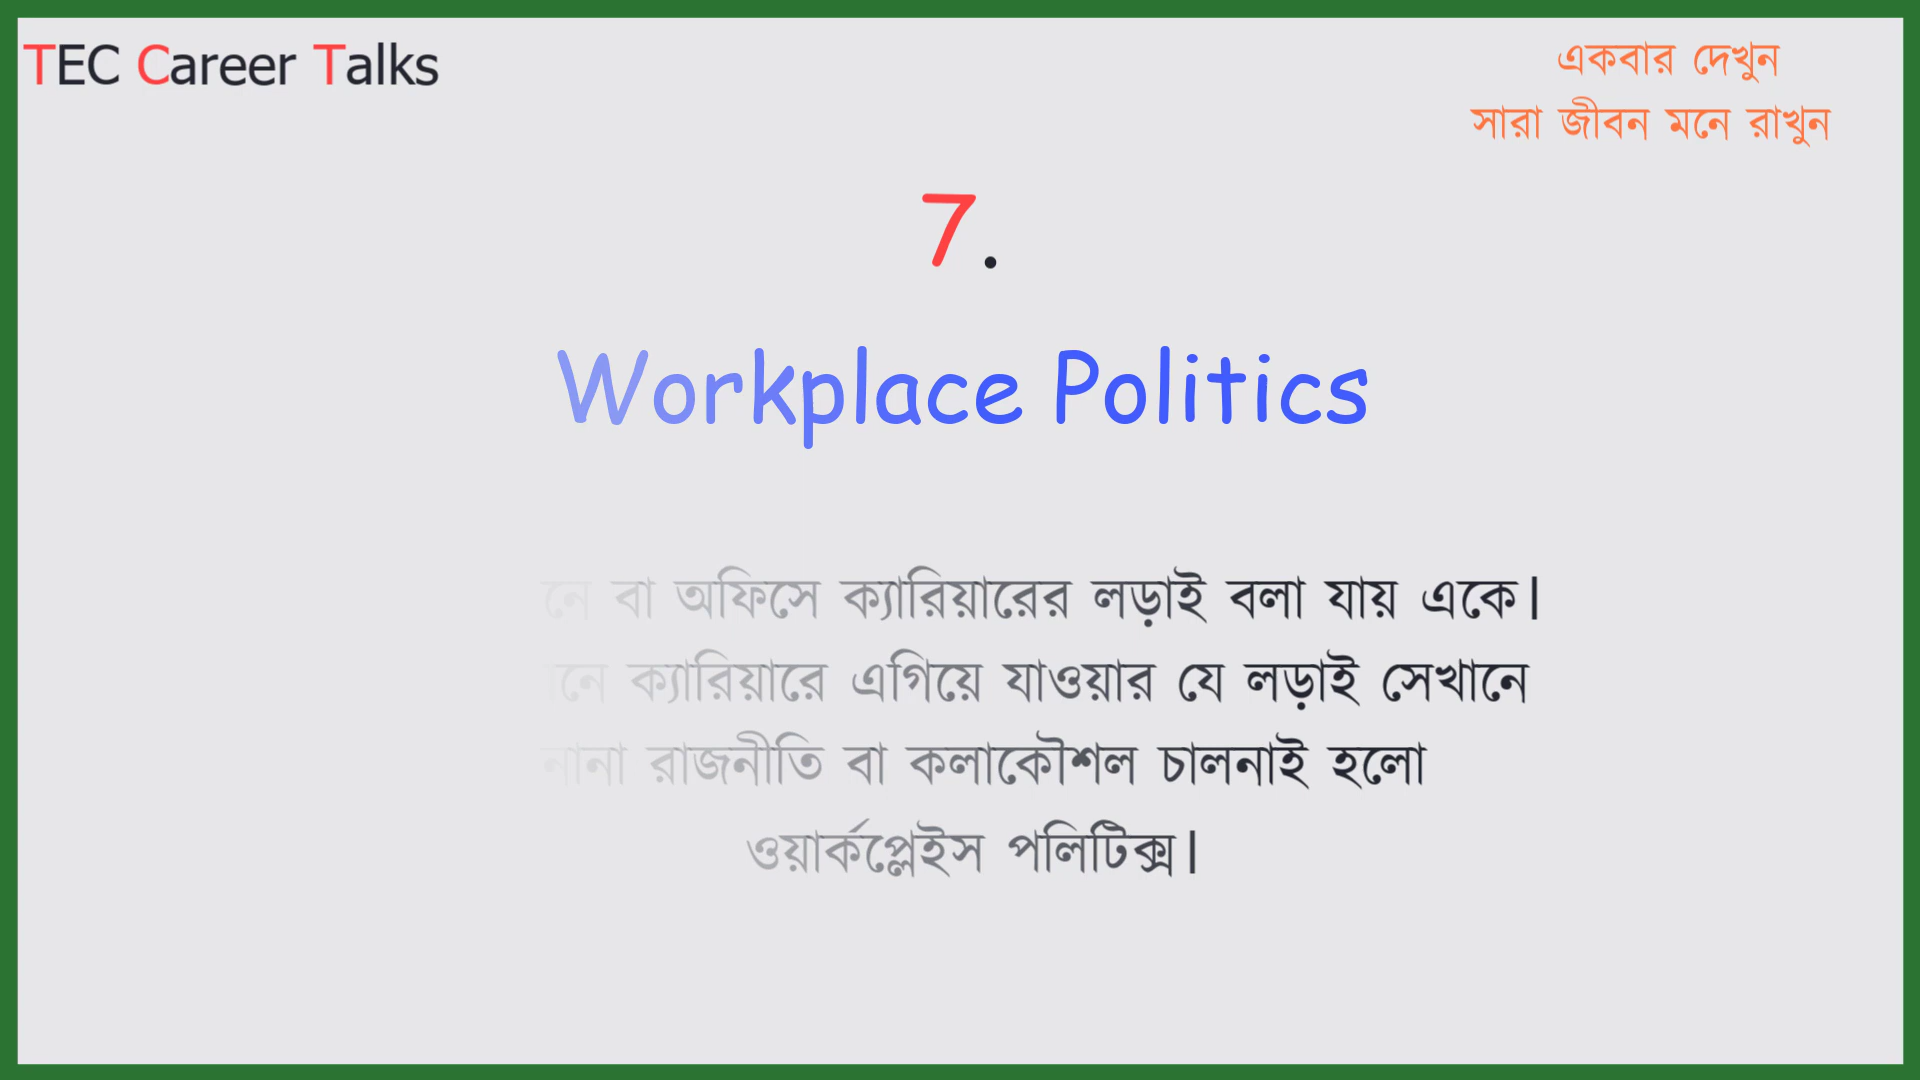 TEC Career Talks
একবার দেখুন
সারা জীবন মনে রাখুন
7.
Workplace Politics
বা অফিসে ক্যারিয়ারের লড়াই বলা যায় একে।
ক্যারিয়ারে এগিয়ে যাওয়ার যে লড়াই সেখানে
নানা রাজনীতি বা কলাকৌশল চালনাই হলো
ওয়ার্কপ্লেইস পলিটিক্স।